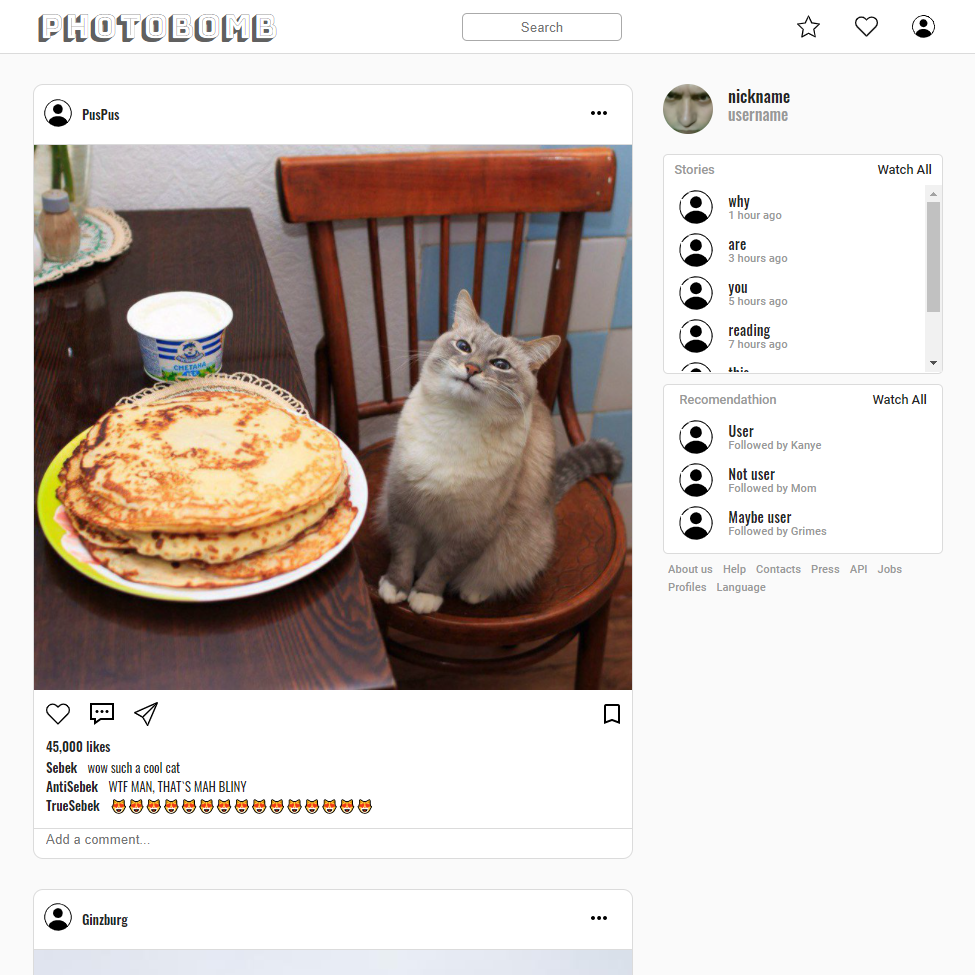 PHOTOBOMB
Search
PusPus
СМЕТАНА
45,000 likes
Sebek wow such a cool cat
AntiSebek WTF MAN, THAT`S MAH BLINY
TrueSebek 😻😻😻😻😻😻😻😻😻😻😻😻😻😻😻
Add a comment...
Ginzburg
nickname
username
Stories Watch All
why
1 hour ago
are
3 hours ago
you
5 hours ago
reading
7 hours ago
this
Recomendathion Watch All
User
Followed by Kanye
Not user
Followed by Mom
Maybe user
Followed by Grimes
About us Help Contacts Press API Jobs
Profiles Language